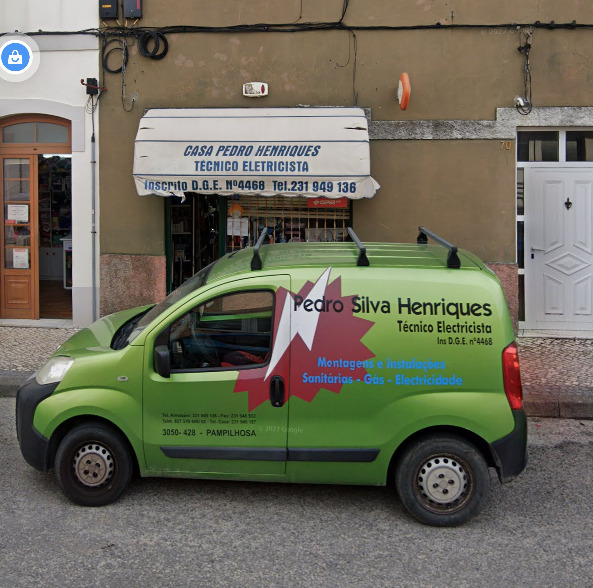 CASA PEDRO HENRIQUES
TÉCNICO ELETRICISTA
Inscrito D.G.E. Nº4468 Tel.231 949 136
70
Pedro Silva Henriques
Técnico Electricista
Ins D.G.E. nº4468
Montagens e Instalações
Sanitárias - Gás - Electricidade
3050- 428 - PAMPILHOSA
Google